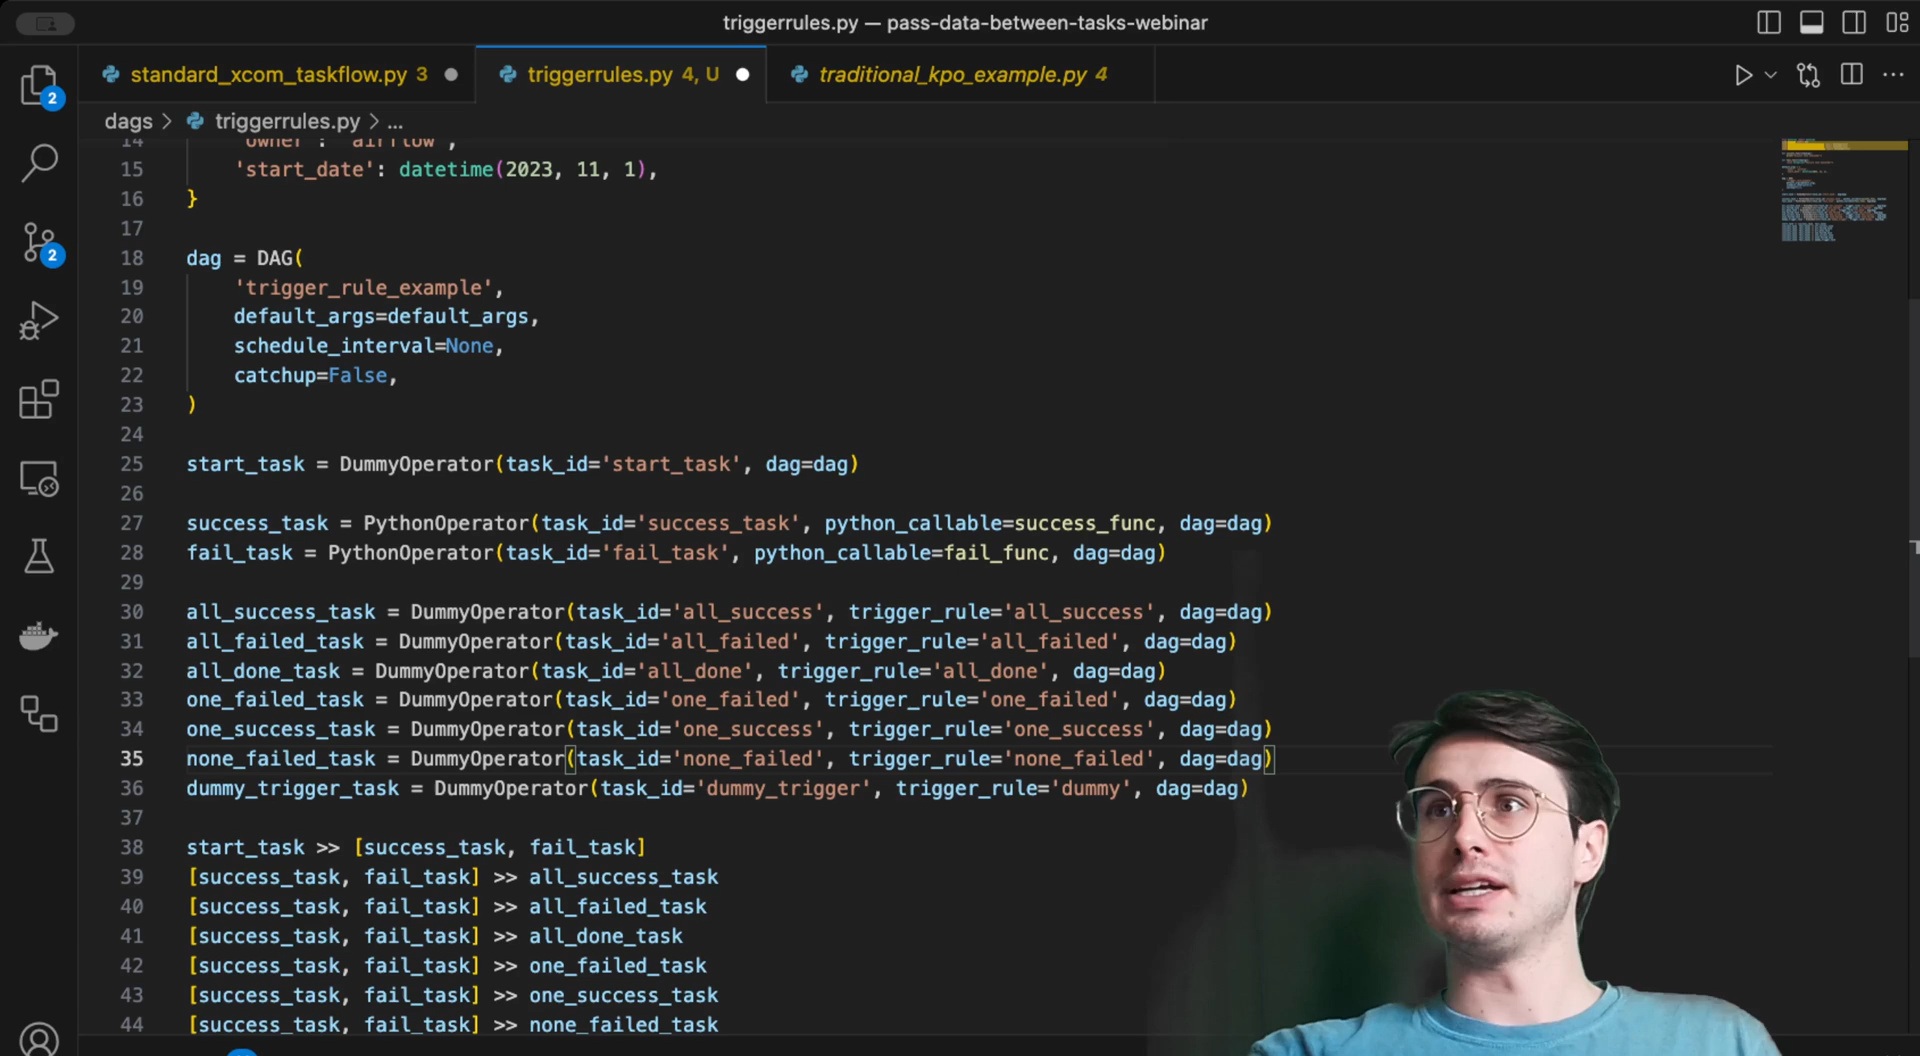 triggerrules.py — pass-data-between-tasks-webinar
standard_xcom_taskflow.py 3
triggerrules.py 4, U
traditional_kpo_example.py 4
dags > triggerrules.py > ...
14 'owner': 'airflow',
15 'start_date': datetime(2023, 11, 1),
16 }
17
18 dag = DAG(
19 'trigger_rule_example',
20 default_args=default_args,
21 schedule_interval=None,
22 catchup=False,
23 )
24
25 start_task = DummyOperator(task_id='start_task', dag=dag)
26
27 success_task = PythonOperator(task_id='success_task', python_callable=success_func, dag=dag)
28 fail_task = PythonOperator(task_id='fail_task', python_callable=fail_func, dag=dag)
29
30 all_success_task = DummyOperator(task_id='all_success', trigger_rule='all_success', dag=dag)
31 all_failed_task = DummyOperator(task_id='all_failed', trigger_rule='all_failed', dag=dag)
32 all_done_task = DummyOperator(task_id='all_done', trigger_rule='all_done', dag=dag)
33 one_failed_task = DummyOperator(task_id='one_failed', trigger_rule='one_failed', dag=dag)
34 one_success_task = DummyOperator(task_id='one_success', trigger_rule='one_success', dag=dag)
35 none_failed_task = DummyOperator(task_id='none_failed', trigger_rule='none_failed', dag=dag)
36 dummy_trigger_task = DummyOperator(task_id='dummy_trigger', trigger_rule='dummy', dag=dag)
37
38 start_task >> [success_task, fail_task]
39 [success_task, fail_task] >> all_success_task
40 [success_task, fail_task] >> all_failed_task
41 [success_task, fail_task] >> all_done_task
42 [success_task, fail_task] >> one_failed_task
43 [success_task, fail_task] >> one_success_task
44 [success_task, fail_task] >> none_failed_task
2
2